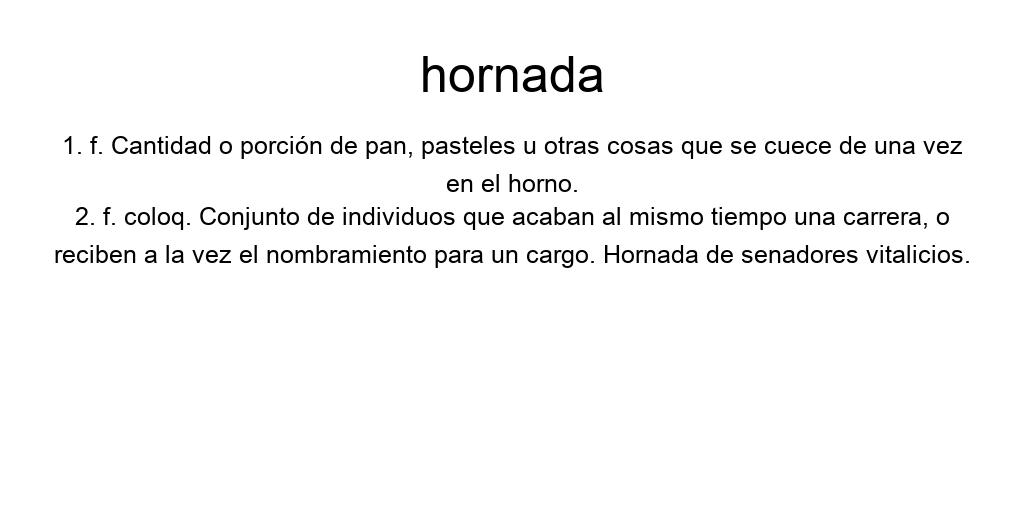 hornada
1. f. Cantidad o porción de pan, pasteles u otras cosas que se cuece de una vez
en el horno.
2. f. coloq. Conjunto de individuos que acaban al mismo tiempo una carrera, o
reciben a la vez el nombramiento para un cargo. Hornada de senadores vitalicios.